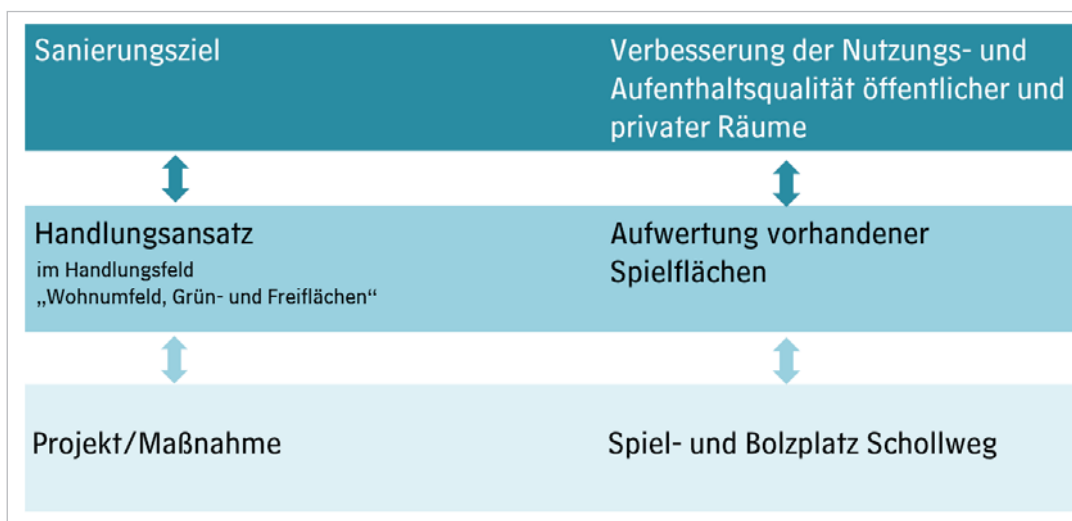 Sanierungsziel
Verbesserung der Nutzungs- und
Aufenthaltsqualität öffentlicher und
privater Räume
Handlungsansatz
im Handlungsfeld
„Wohnumfeld, Grün- und Freiflächen“
Aufwertung vorhandener
Spielflächen
Projekt/Maßnahme
Spiel- und Bolzplatz Schollweg